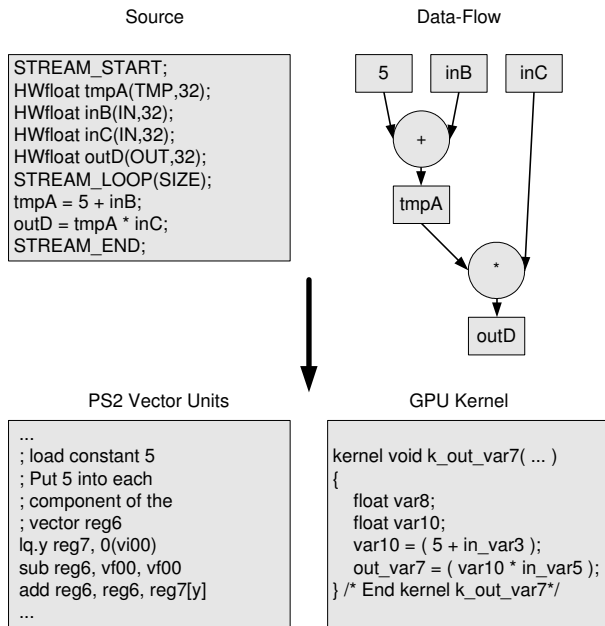 Source
STREAM_START;
HWfloat tmpA(TMP,32);
HWfloat inB(IN,32);
HWfloat inC(IN,32);
HWfloat outD(OUT,32);
STREAM_LOOP(SIZE);
tmpA = 5 + inB;
outD = tmpA * inC;
STREAM_END;
Data-Flow
5 inB inC
+
tmpA
*
outD
PS2 Vector Units
...
; load constant 5
; Put 5 into each
; component of the
; vector reg6
lq.y reg7, 0(vi00)
sub reg6, vf00, vf00
add reg6, reg6, reg7[y]
...
GPU Kernel
kernel void k_out_var7( ... )
{
float var8;
float var10;
var10 = ( 5 + in_var3 );
out_var7 = ( var10 * in_var5 );
} /* End kernel k_out_var7*/